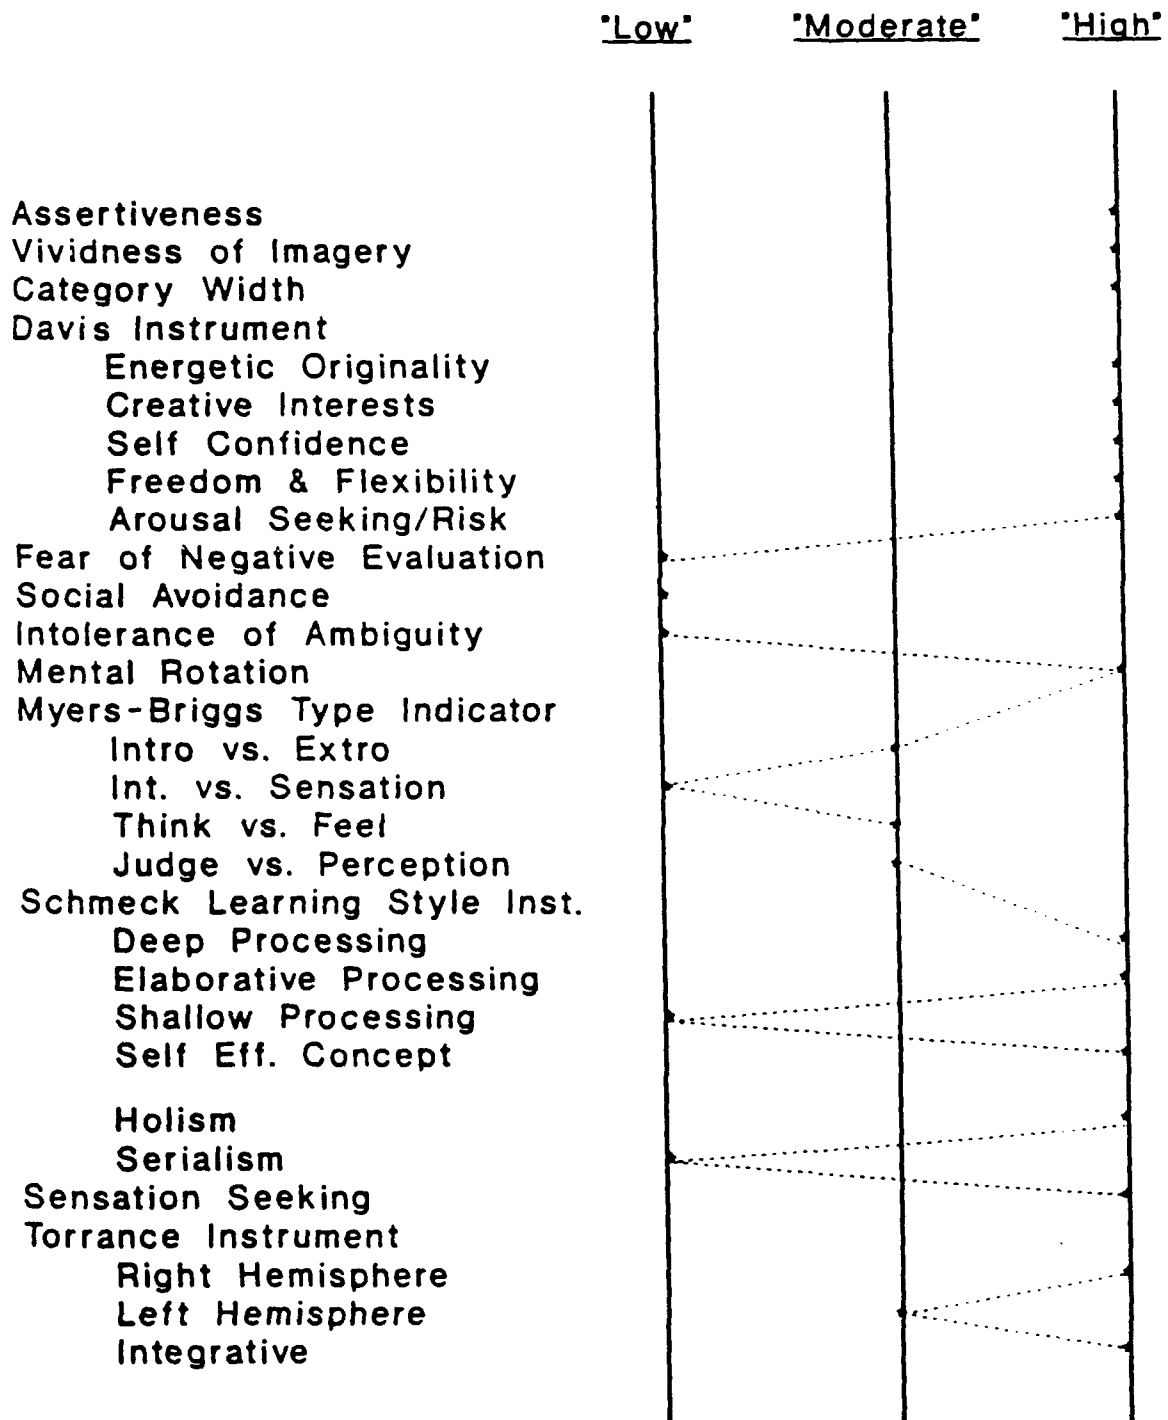 "Low" "Moderate" "High"
Assertiveness
Vividness of Imagery
Category Width
Davis Instrument
Energetic Originality
Creative Interests
Self Confidence
Freedom & Flexibility
Arousal Seeking/Risk
Fear of Negative Evaluation
Social Avoidance
Intolerance of Ambiguity
Mental Rotation
Myers-Briggs Type Indicator
Intro vs. Extro
Int. vs. Sensation
Think vs. Feel
Judge vs. Perception
Schmeck Learning Style Inst.
Deep Processing
Elaborative Processing
Shallow Processing
Self Eff. Concept
Holism
Serialism
Sensation Seeking
Torrance Instrument
Right Hemisphere
Left Hemisphere
Integrative